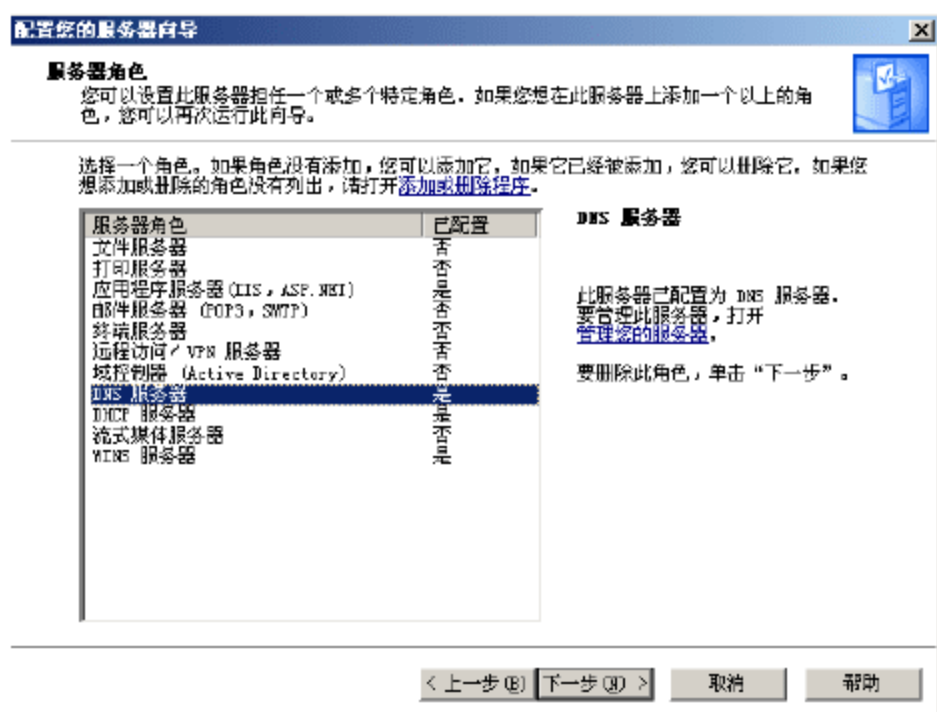 配置您的服务器向导
服务器角色
您可以设置此服务器担任一个或多个特定角色。如果您想在此服务器上添加一个以上的角
色，您可以再次运行此向导。
选择一个角色。如果角色没有添加，您可以添加它。如果它已经被添加，您可以删除它。如果您
想添加或删除的角色没有列出，请打开添加或删除程序。
服务器角色 已配置
文件服务器 否
打印服务器 否
应用程序服务器(IIS，ASP.NET) 是
邮件服务器 (POP3，SMTP) 否
终端服务器 否
远程访问/VPN 服务器 否
域控制器 (Active Directory) 否
DNS 服务器 是
DHCP 服务器 是
流式媒体服务器 否
WINS 服务器 是
DNS 服务器
此服务器已配置为 DNS 服务器。
要管理此服务器，打开
管理您的服务器。
要删除此角色，单击“下一步”。
< 上一步(B) 下一步(N) > 取消 帮助